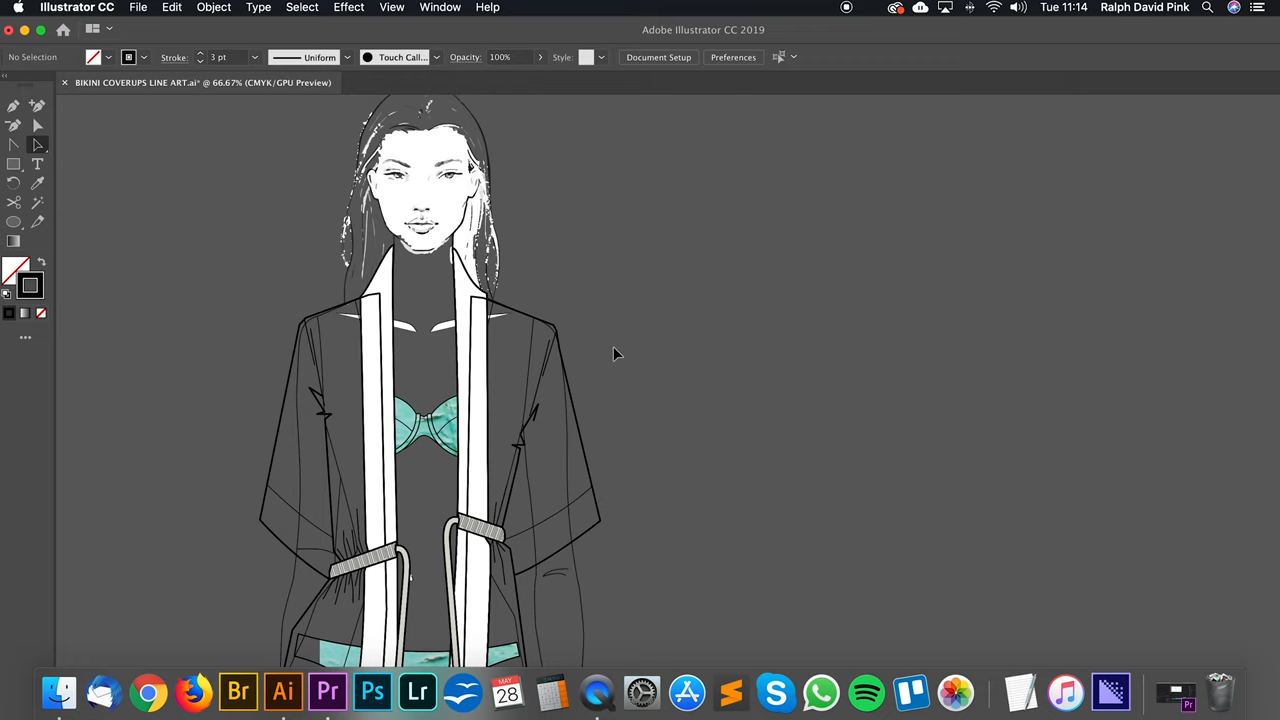 Illustrator CC File Edit Object Type Select Effect View Window Help Tue 11:14 Ralph David Pink
Adobe Illustrator CC 2019
No Selection Stroke: 3 pt Uniform Touch Call... Opacity: 100% Style: Document Setup Preferences
× BIKINI COVERUPS LINE ART.ai* @ 66.67% (CMYK/GPU Preview)
T
Br Ai Pr Ps Lr MAY 28 S
Pr